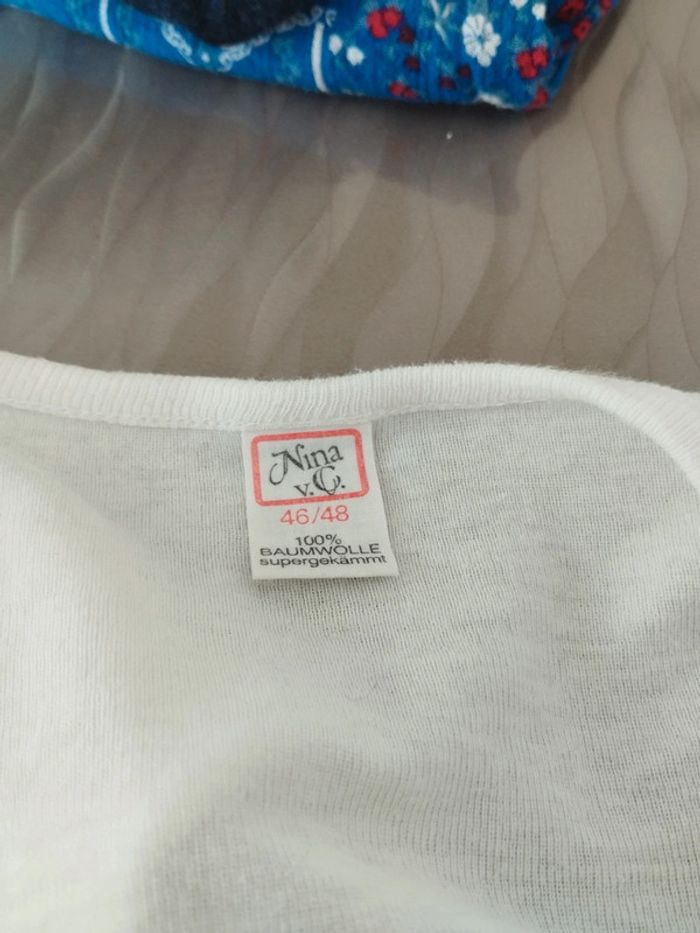 Nina
v. C.
46/48
100%
BAUMWOLLE
supergekämmt